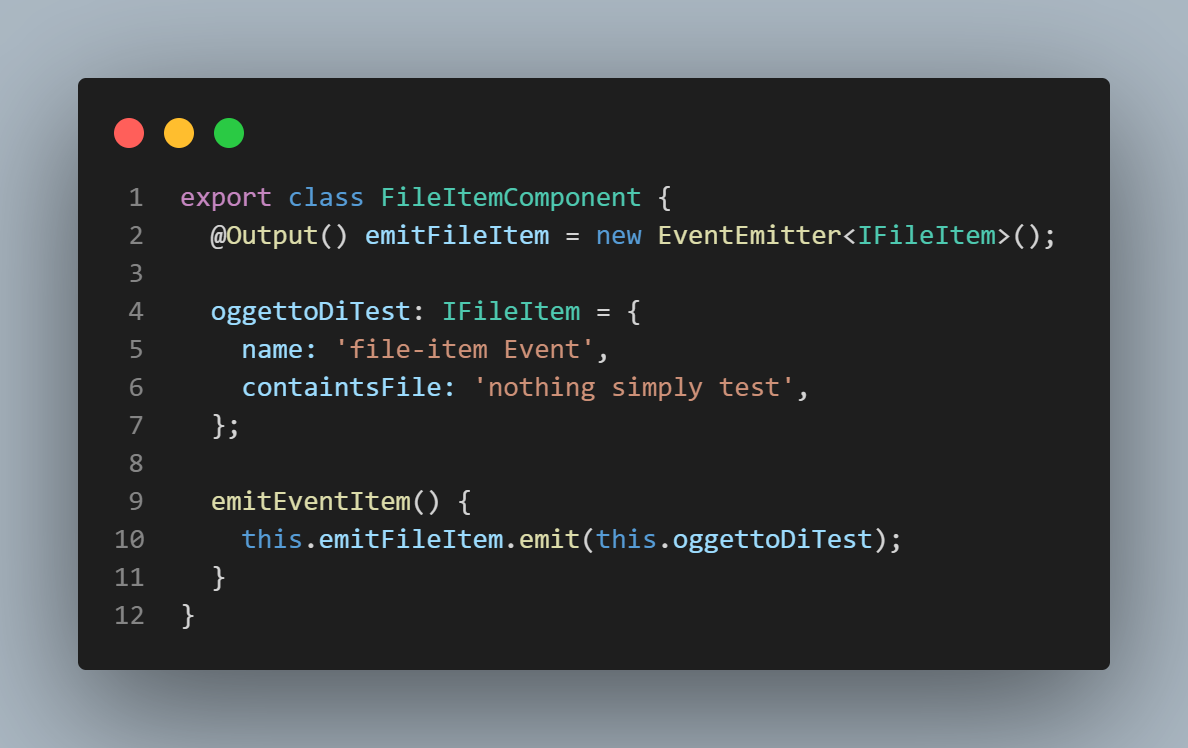 1 export class FileItemComponent {
2   @Output() emitFileItem = new EventEmitter<IFileItem>();
3
4   oggettoDiTest: IFileItem = {
5     name: 'file-item Event',
6     containtsFile: 'nothing simply test',
7   };
8
9   emitEventItem() {
10     this.emitFileItem.emit(this.oggettoDiTest);
11   }
12 }